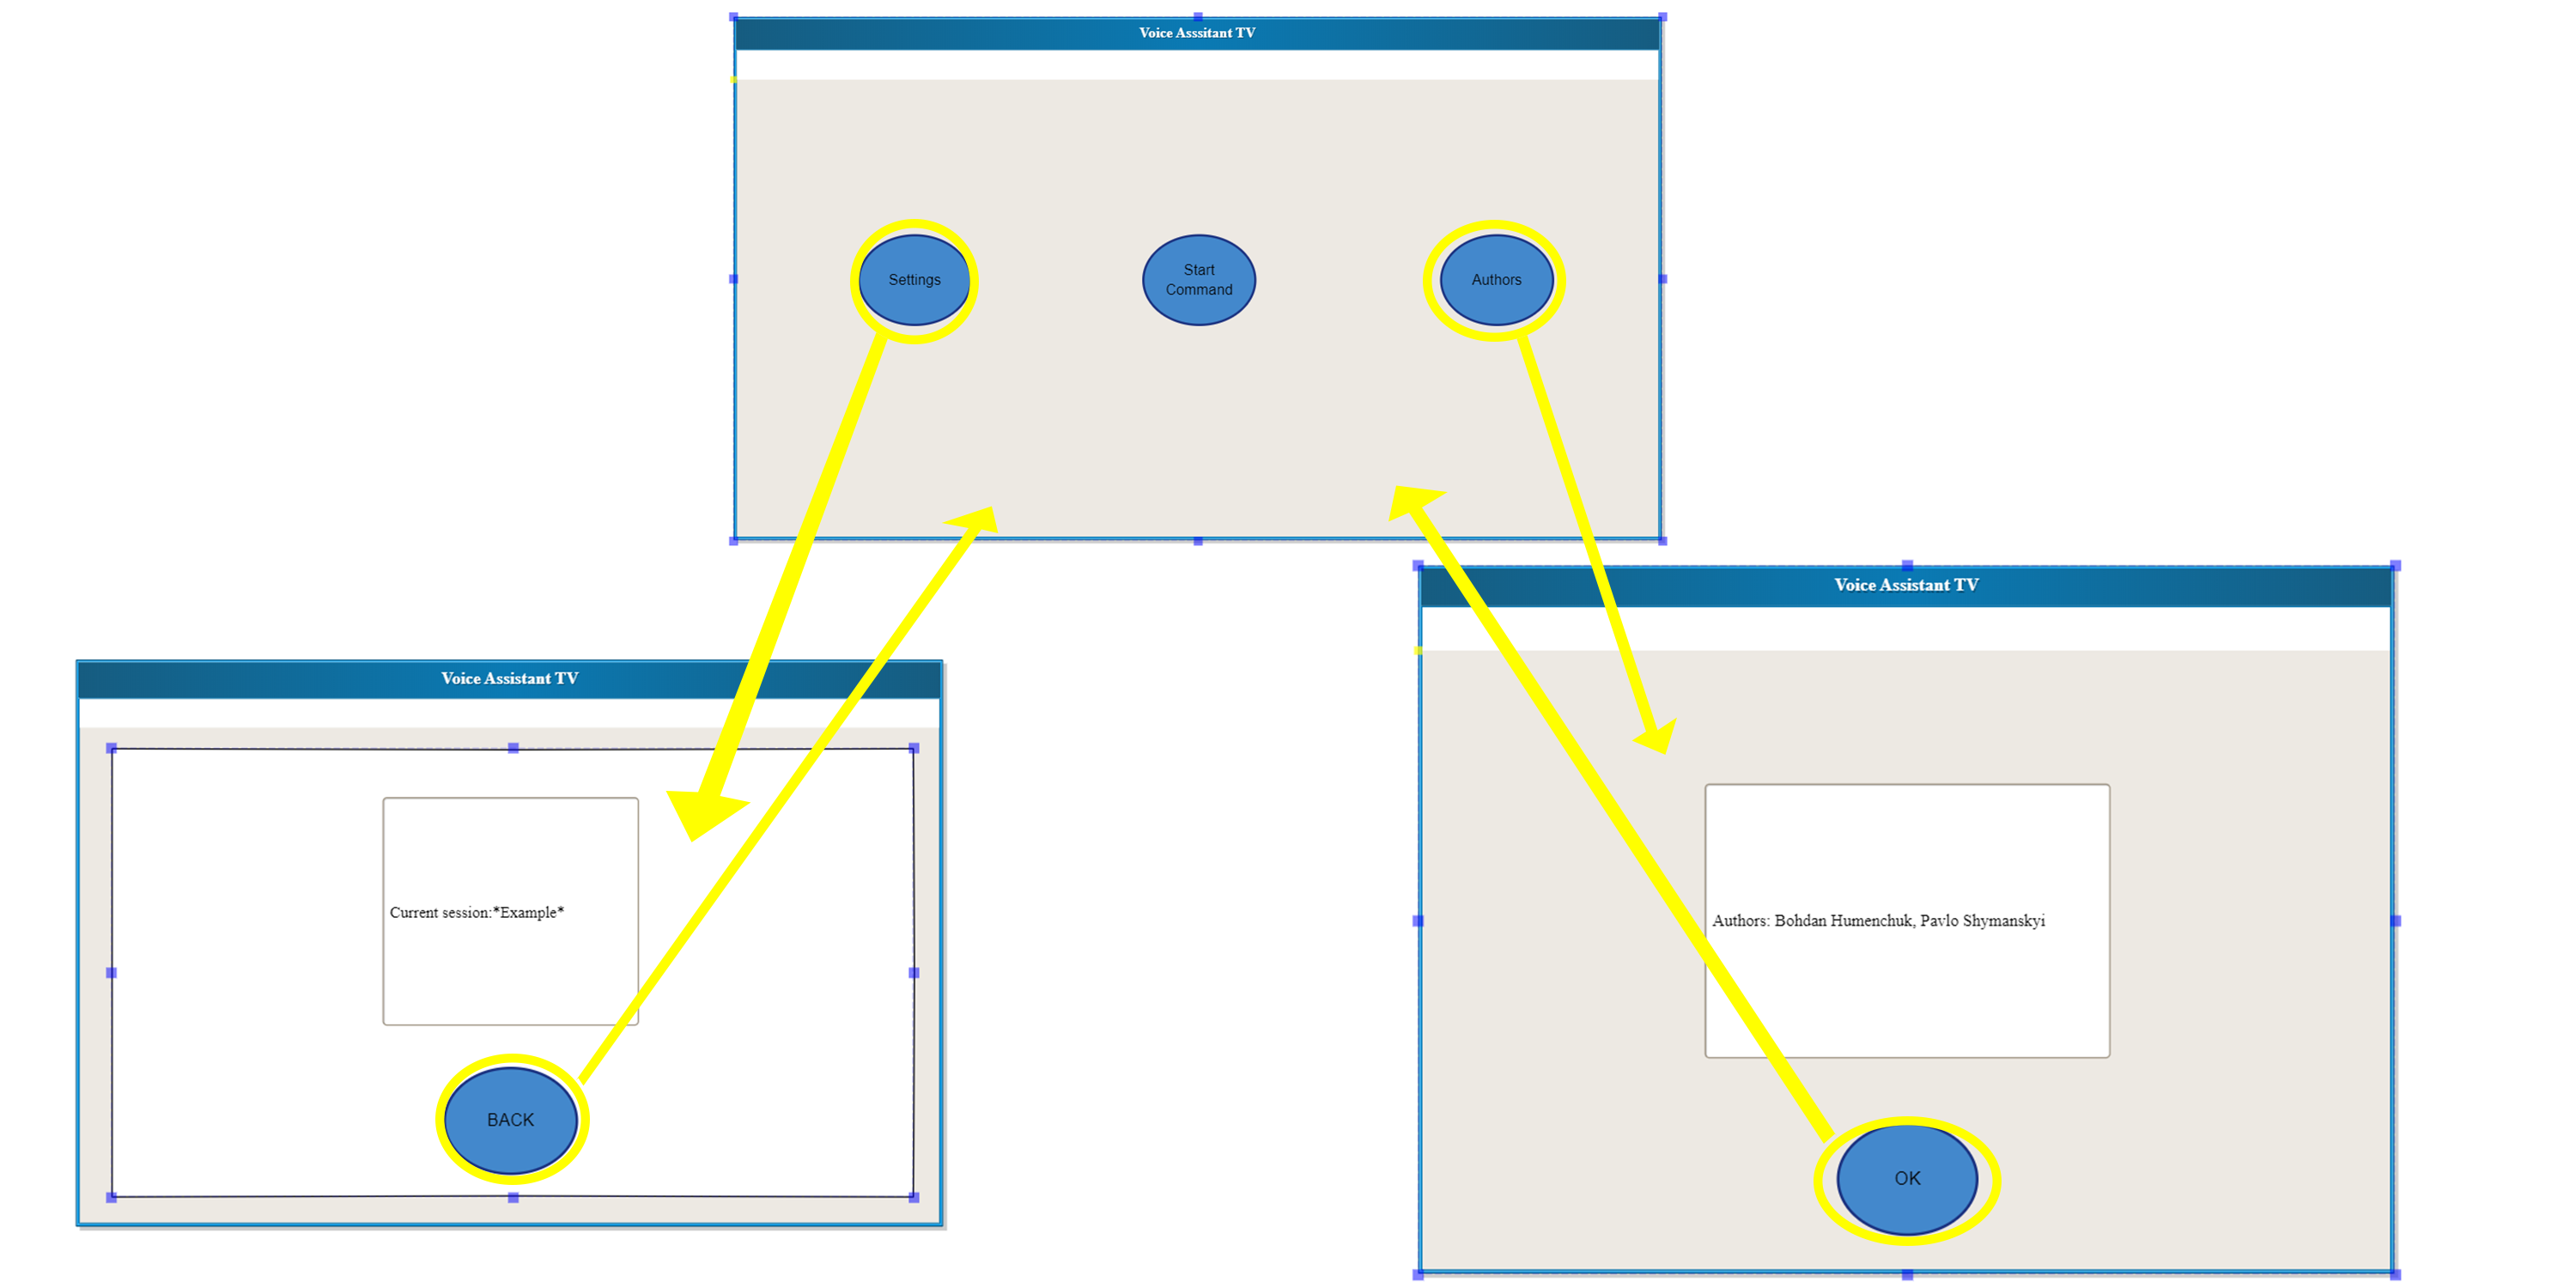 Voice Asssitant TV
Settings
Start
Command
Authors
Voice Assistant TV
Current session:*Example*
BACK
Voice Assistant TV
Authors: Bohdan Humenchuk, Pavlo Shymanskyi
OK